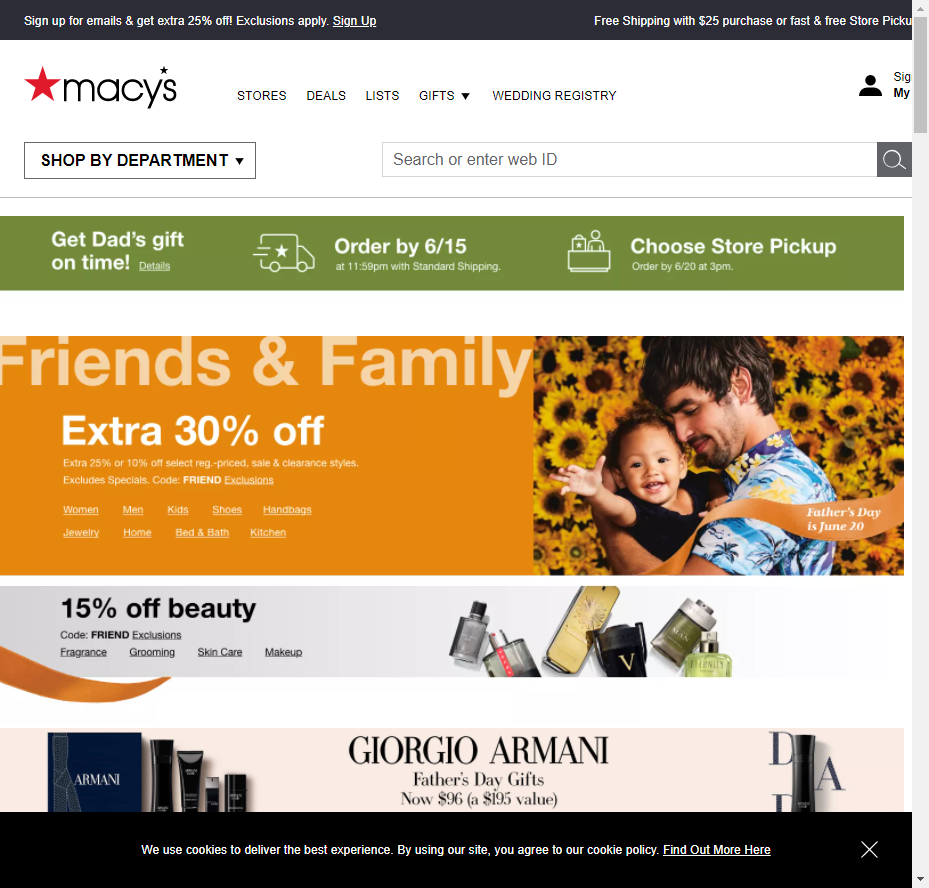 Sign up for emails & get extra 25% off! Exclusions apply. Sign Up
Free Shipping with $25 purchase or fast & free Store Picku
macy's
STORES DEALS LISTS GIFTS ▼ WEDDING REGISTRY
Sig
My
SHOP BY DEPARTMENT ▼
Search or enter web ID
Get Dad's gift
on time! Details
Order by 6/15
at 11:59pm with Standard Shipping.
Choose Store Pickup
Order by 6/20 at 3pm.
Friends & Family
Extra 30% off
Extra 25% or 10% off select reg.-priced, sale & clearance styles.
Excludes Specials. Code: FRIEND Exclusions
Women Men Kids Shoes Handbags
Jewelry Home Bed & Bath Kitchen
Father's Day
is June 20
15% off beauty
Code: FRIEND Exclusions
Fragrance Grooming Skin Care Makeup
V
MAN
ETERNITY
ARMANI
GIORGIO ARMANI
Father's Day Gifts
Now $96 (a $195 value)
D
A
D
We use cookies to deliver the best experience. By using our site, you agree to our cookie policy. Find Out More Here